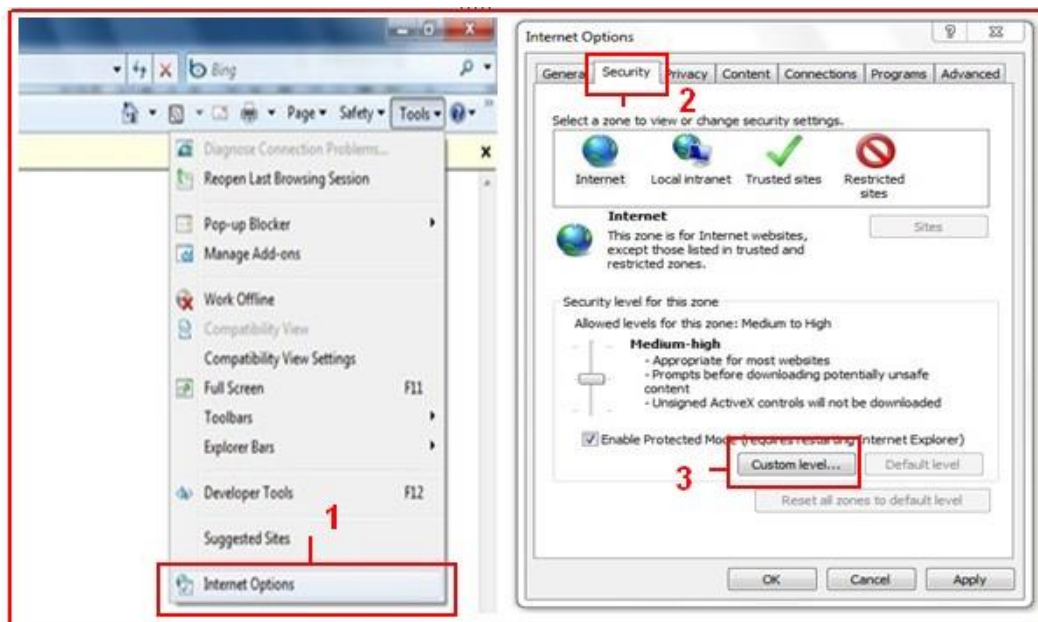 Bing
Page Safety Tools
Diagnose Connection Problems...
Reopen Last Browsing Session
Pop-up Blocker
Manage Add-ons
Work Offline
Compatibility View
Compatibility View Settings
Full Screen F11
Toolbars
Explorer Bars
Developer Tools F12
1
Suggested Sites
Internet Options
Internet Options
General Security Privacy Content Connections Programs Advanced
2
Select a zone to view or change security settings.
Internet Local intranet Trusted sites Restricted
sites
Internet
Sites
This zone is for Internet websites,
except those listed in trusted and
restricted zones.
Security level for this zone
Allowed levels for this zone: Medium to High
Medium-high
- Appropriate for most websites
- Prompts before downloading potentially unsafe
content
- Unsigned ActiveX controls will not be downloaded
Enable Protected Mode (requires restarting Internet Explorer)
3
Custom level... Default level
Reset all zones to default level
OK Cancel Apply